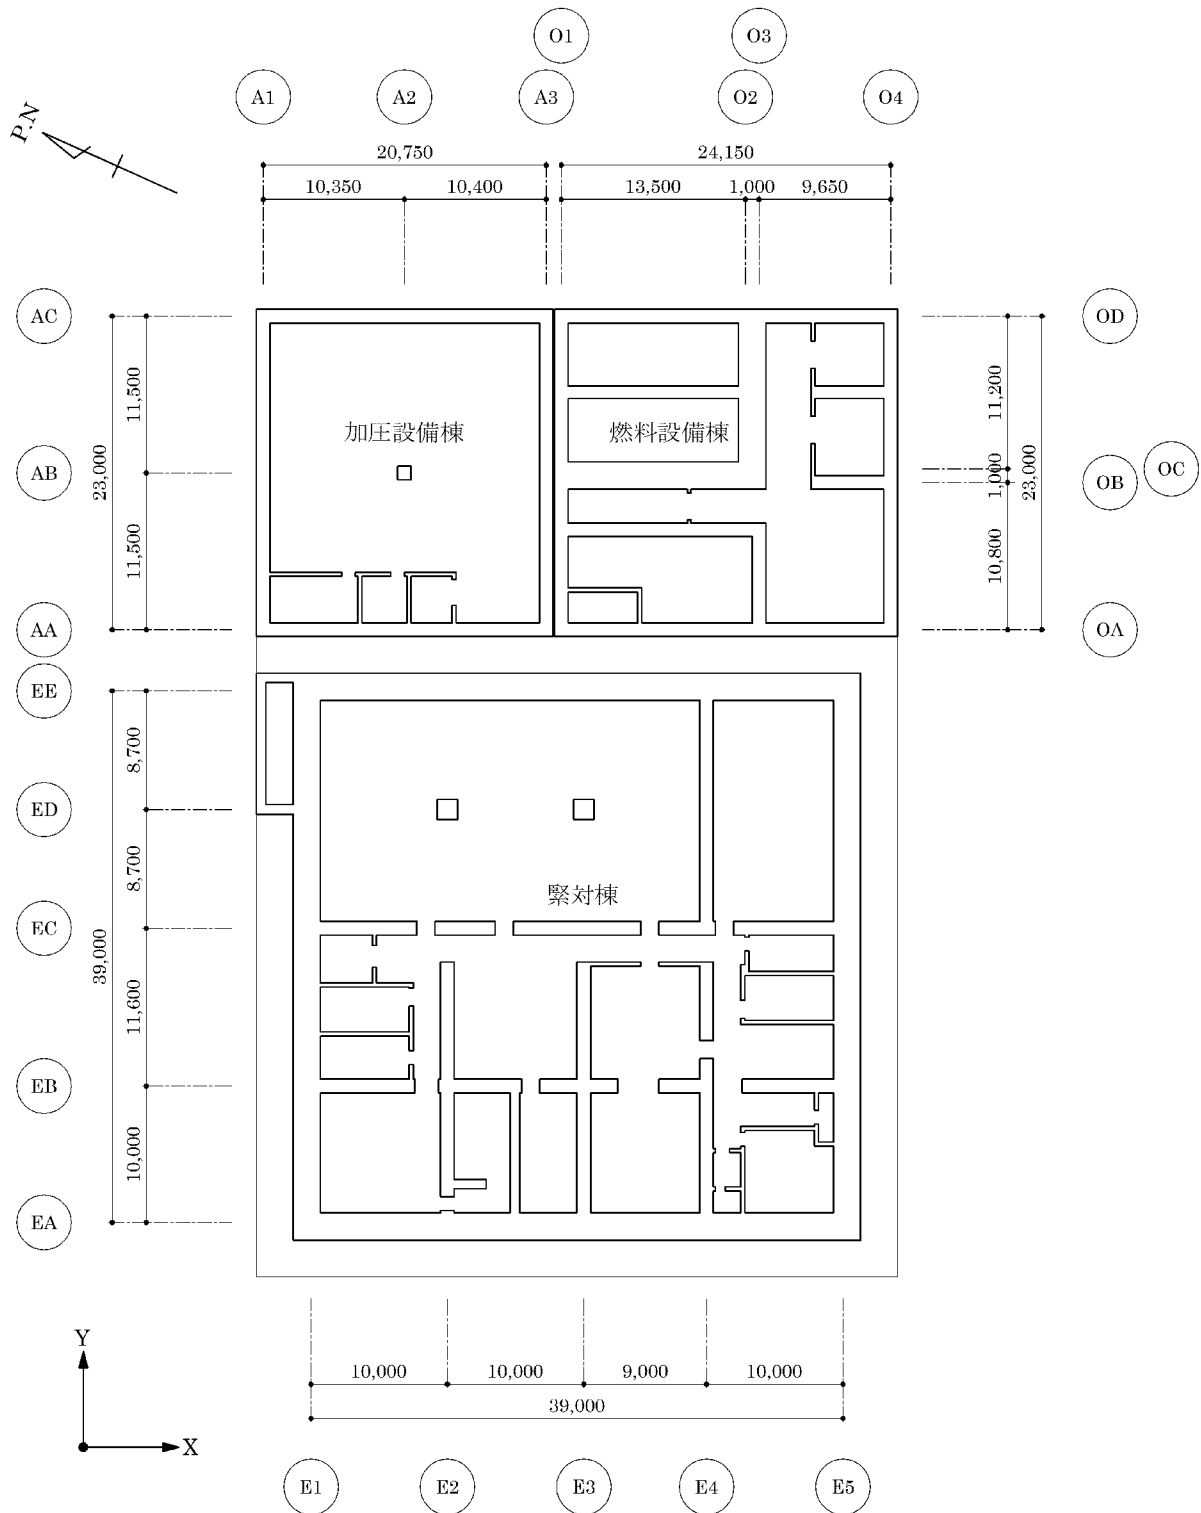 O1 O3
A1 A2 A3 O2 O4
P.N
20,750 24,150
10,350 10,400 13,500 1,000 9,650
AC OD
11,500 11,200
加圧設備棟 燃料設備棟
23,000 23,000
AB OB OC
1,000
11,500 10,800
AA OA
EE
8,700
ED
8,700
緊対棟
EC
39,000
11,600
EB
10,000
EA
Y
X
10,000 10,000 9,000 10,000
39,000
E1 E2 E3 E4 E5